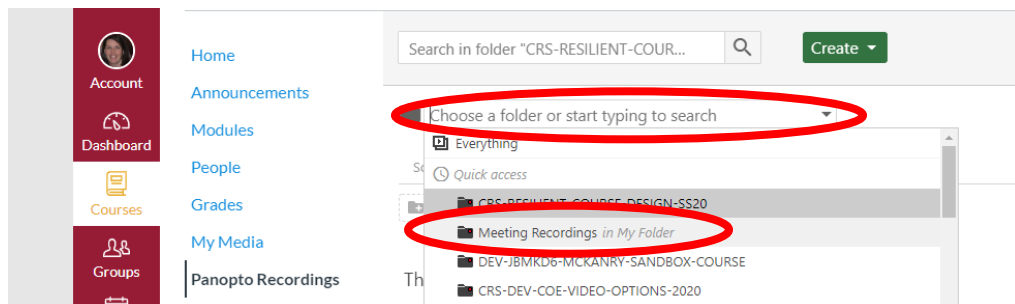 Account
Dashboard
Courses
Groups
Home
Announcements
Modules
People
Grades
My Media
Panopto Recordings
Search in folder "CRS-RESILIENT-COUR...
Create
Choose a folder or start typing to search
Everything
Quick access
CRS-RESILIENT-COURSE-DESIGN-SS20
Meeting Recordings in My Folder
DEV-JBMKD6-MCKANRY-SANDBOX-COURSE
CRS-DEV-COE-VIDEO-OPTIONS-2020